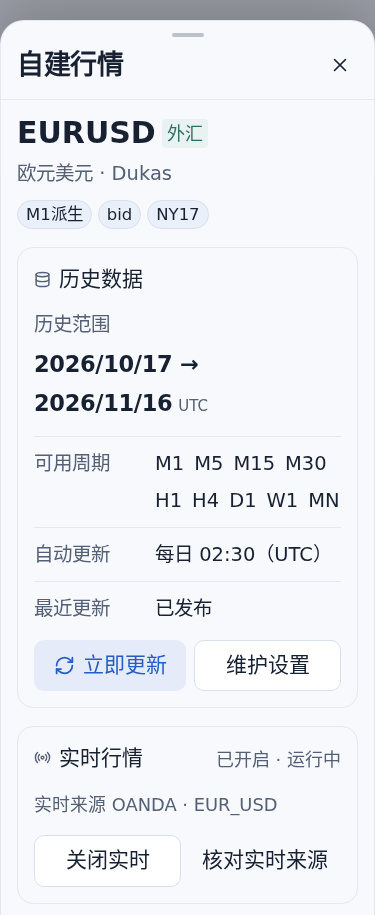 自建行情
EURUSD 外汇
欧元美元 · Dukas
M1派生 bid NY17
历史数据
历史范围
2026/10/17 →
2026/11/16 UTC
可用周期 M1 M5 M15 M30
H1 H4 D1 W1 MN
自动更新 每日 02:30（UTC）
最近更新 已发布
立即更新 维护设置
实时行情 已开启 · 运行中
实时来源 OANDA · EUR_USD
关闭实时 核对实时来源